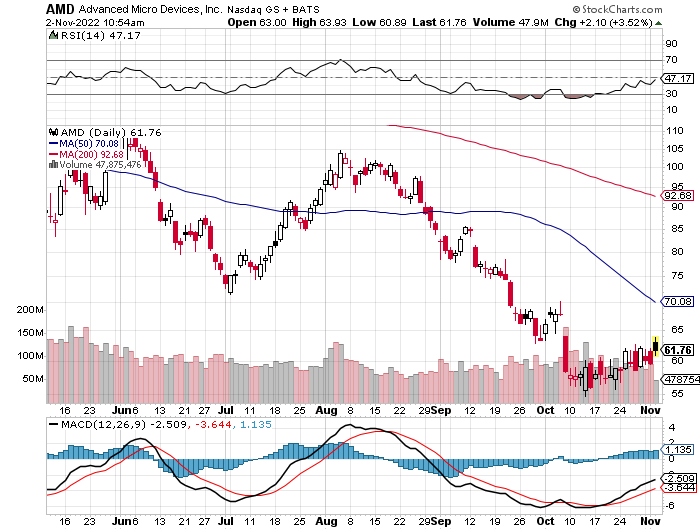 AMD Advanced Micro Devices, Inc. Nasdaq GS + BATS © StockCharts.com
2-Nov-2022 10:54am Open 63.00 High 63.93 Low 60.89 Last 61.76 Volume 47.9M Chg +2.10 (+3.52%)
RSI(14) 47.17
90
70
47.17
30
10
AMD (Daily) 61.76
MA(50) 70.08
MA(200) 92.68
Volume 47,875,476
110
105
100
95
92.68
90
85
80
75
70.08
65
61.76
60
478754
55
200M
150M
100M
50M
16 23 Jun 6 13 21 27 Jul 11 18 25 Aug 8 15 22 29 Sep 12 19 26 Oct 10 17 24 Nov
MACD(12,26,9) -2.509, -3.644, 1.135
4
2
1.135
0
-2.509
-3.644
-4
-6
16 23 Jun 6 13 21 27 Jul 11 18 25 Aug 8 15 22 29 Sep 12 19 26 Oct 10 17 24 Nov